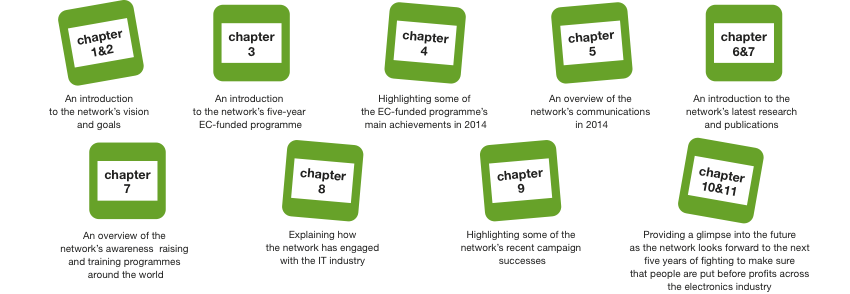 chapter
1&2
An introduction
to the network's vision
and goals
chapter
3
An introduction
to the network's five-year
EC-funded programme
chapter
4
Highlighting some of
the EC-funded programme's
main achievements in 2014
chapter
5
An overview of the
network's communications
in 2014
chapter
6&7
An introduction to the
network's latest research
and publications
chapter
7
An overview of the
network's awareness raising
and training programmes
around the world
chapter
8
Explaining how
the network has engaged
with the IT industry
chapter
9
Highlighting some of the
network's recent campaign
successes
chapter
10&11
Providing a glimpse into the future
as the network looks forward to the next
five years of fighting to make sure
that people are put before profits across
the electronics industry